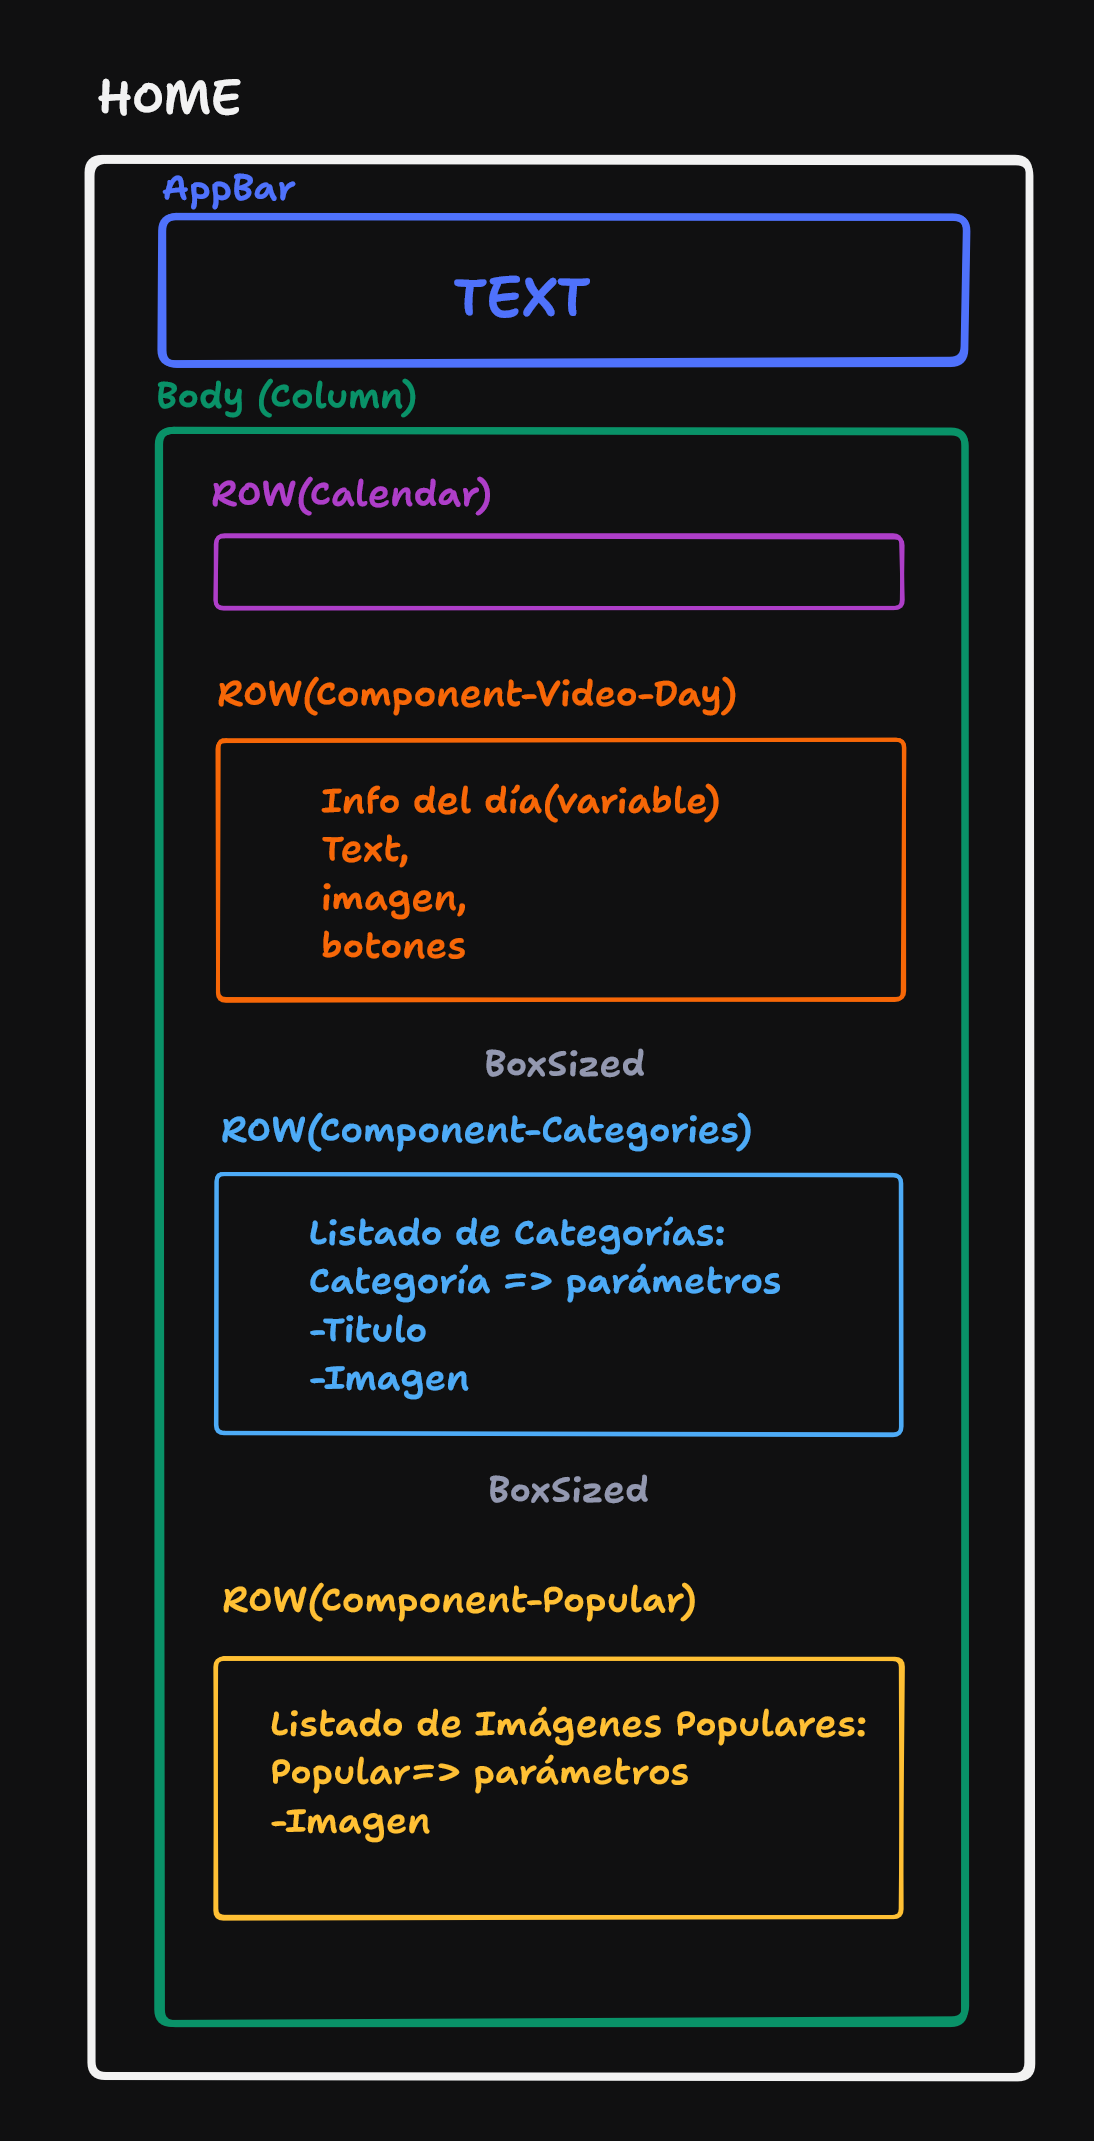 HOME
AppBar
TEXT
Body (Column)
ROW(Calendar)
ROW(Component-Video-Day)
Info del día(variable)
Text,
imagen,
botones
BoxSized
ROW(Component-Categories)
Listado de Categorías:
Categoría => parámetros
-Titulo
-Imagen
BoxSized
ROW(Component-Popular)
Listado de Imágenes Populares:
Popular=> parámetros
-Imagen